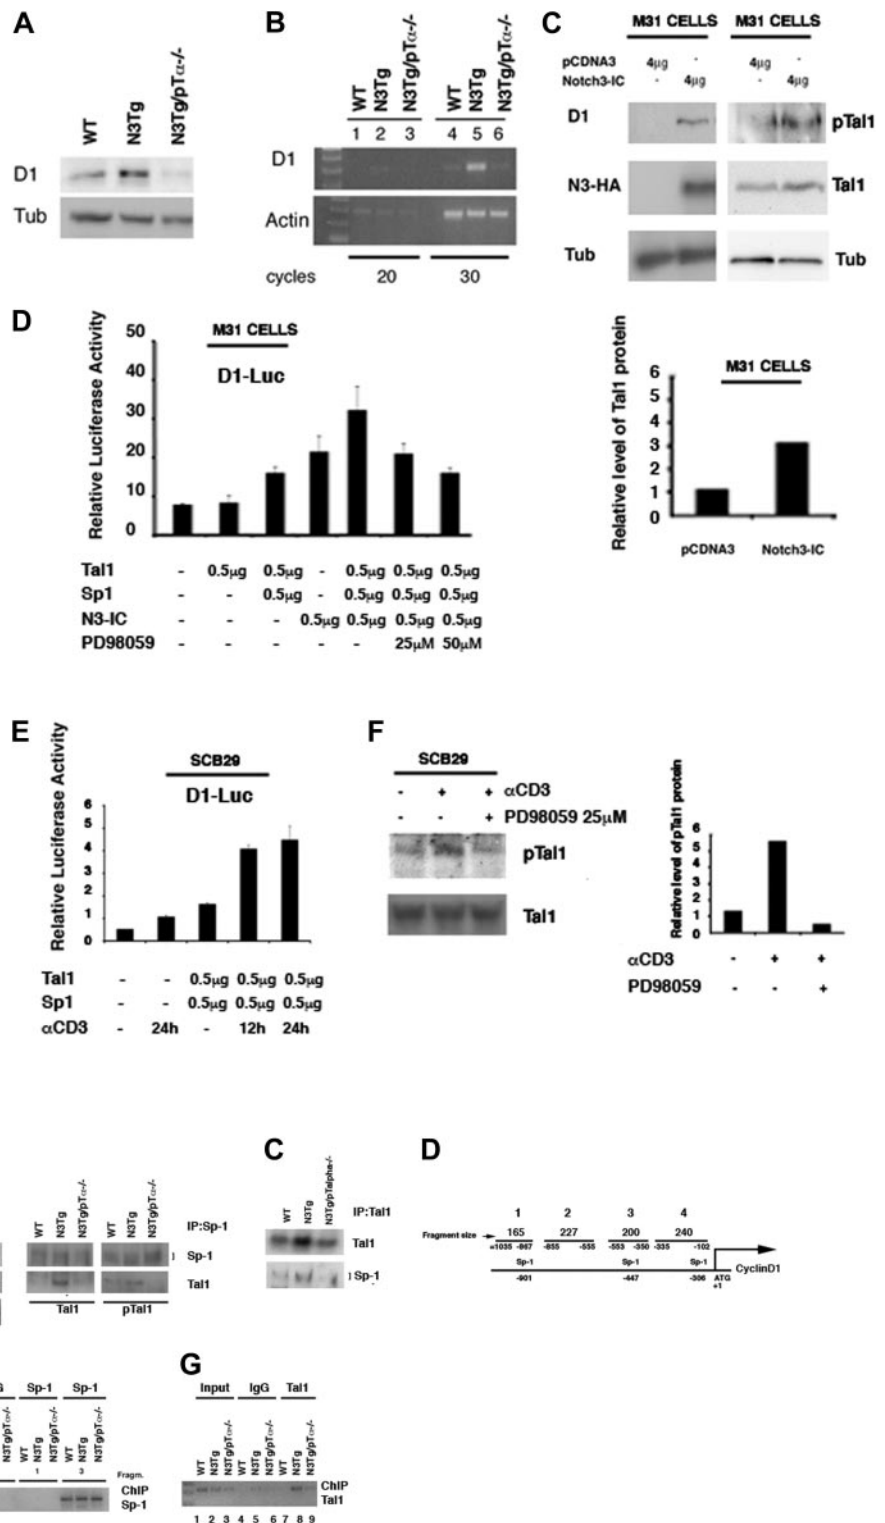 A
WT
N3Tg
N3Tg/pTα-/-
D1
Tub
B
WT
N3Tg
N3Tg/pTα-/-
WT
N3Tg
N3Tg/pTα-/-
1 2 3 4 5 6
D1
Actin
cycles 20 30
C
M31 CELLS M31 CELLS
pCDNA3 4μg - 4μg -
Notch3-IC - 4μg - 4μg
D1 pTal1
N3-HA Tal1
Tub Tub
M31 CELLS
Relative level of Tal1 protein
6
5
4
3
2
1
0
pCDNA3 Notch3-IC
D
M31 CELLS
D1-Luc
Relative Luciferase Activity
50
40
30
20
10
0
Tal1 - 0.5μg 0.5μg - 0.5μg 0.5μg 0.5μg
Sp1 - - 0.5μg - 0.5μg 0.5μg 0.5μg
N3-IC - - - 0.5μg 0.5μg 0.5μg 0.5μg
PD98059 - - - - - 25μM 50μM
E
SCB29
D1-Luc
Relative Luciferase Activity
6
5
4
3
2
1
0
Tal1 - - 0.5μg 0.5μg 0.5μg
Sp1 - - 0.5μg 0.5μg 0.5μg
αCD3 - 24h - 12h 24h
F
SCB29
- + + αCD3
- - + PD98059 25μM
pTal1
Tal1
Relative level of pTal1 protein
6
5
4
3
2
1
0
αCD3 - + +
PD98059 - - +
WT
N3Tg
N3Tg/pTα-/-
WT
N3Tg
N3Tg/pTα-/-
IP:Sp-1
Sp-1
Tal1
Tal1 pTal1
C
WT
N3Tg
N3Tg/pTalpha-/-
IP:Tal1
Tal1
Sp-1
D
1 2 3 4
Fragment size 165 227 200 240
-1035 -967 -855 -555 -553 -350 -335 -102
Sp-1 Sp-1 Sp-1 CyclinD1
-901 -447 -306 ATG
+1
G Sp-1 Sp-1
N3Tg/pTα-/-
WT
N3Tg
N3Tg/pTα-/-
WT
N3Tg
N3Tg/pTα-/-
1 3 Fragm.
ChIP
Sp-1
G
Input IgG Tal1
WT
N3Tg
N3Tg/pTα-/-
WT
N3Tg
N3Tg/pTα-/-
WT
N3Tg
N3Tg/pTα-/-
ChIP
Tal1
1 2 3 4 5 6 7 8 9